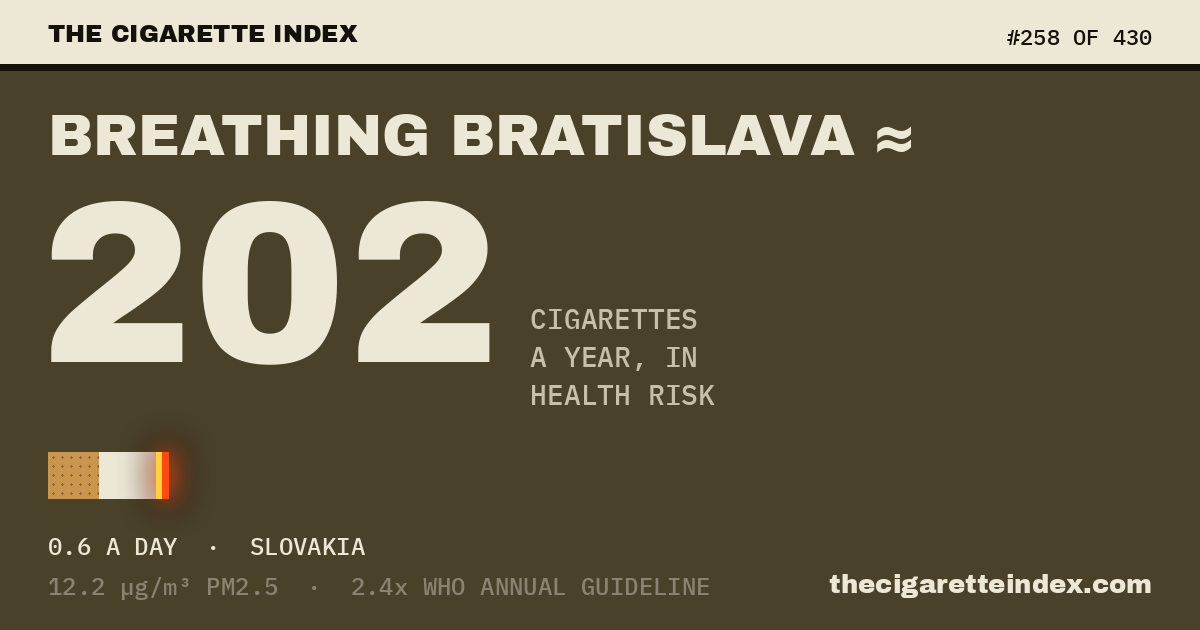 THE CIGARETTE INDEX
#258 OF 430
BREATHING BRATISLAVA ≈
202
CIGARETTES
A YEAR, IN
HEALTH RISK
0.6 A DAY · SLOVAKIA
12.2 µg/m³ PM2.5 · 2.4x WHO ANNUAL GUIDELINE
thecigaretteindex.com